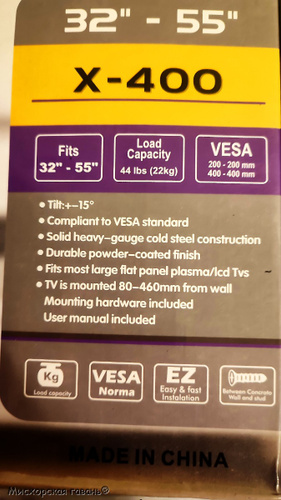 32" - 55"
X-400
Fits
32" - 55"
Load
Capacity
44 lbs (22kg)
VESA
200 - 200 mm
400 - 400 mm
• Tilt:+–15°
• Compliant to VESA standard
• Solid heavy–gauge cold steel construction
• Durable powder–coated finish
• Fits most large flat panel plasma/lcd Tvs
• TV is mounted 80–460mm from wall
Mounting hardware included
User manual included
Kg
Load capacity
VESA
Norma
EZ
Easy & fast
Instalation
Between Concrete
Wall and stud
MADE IN CHINA
Мисхорская гавань®